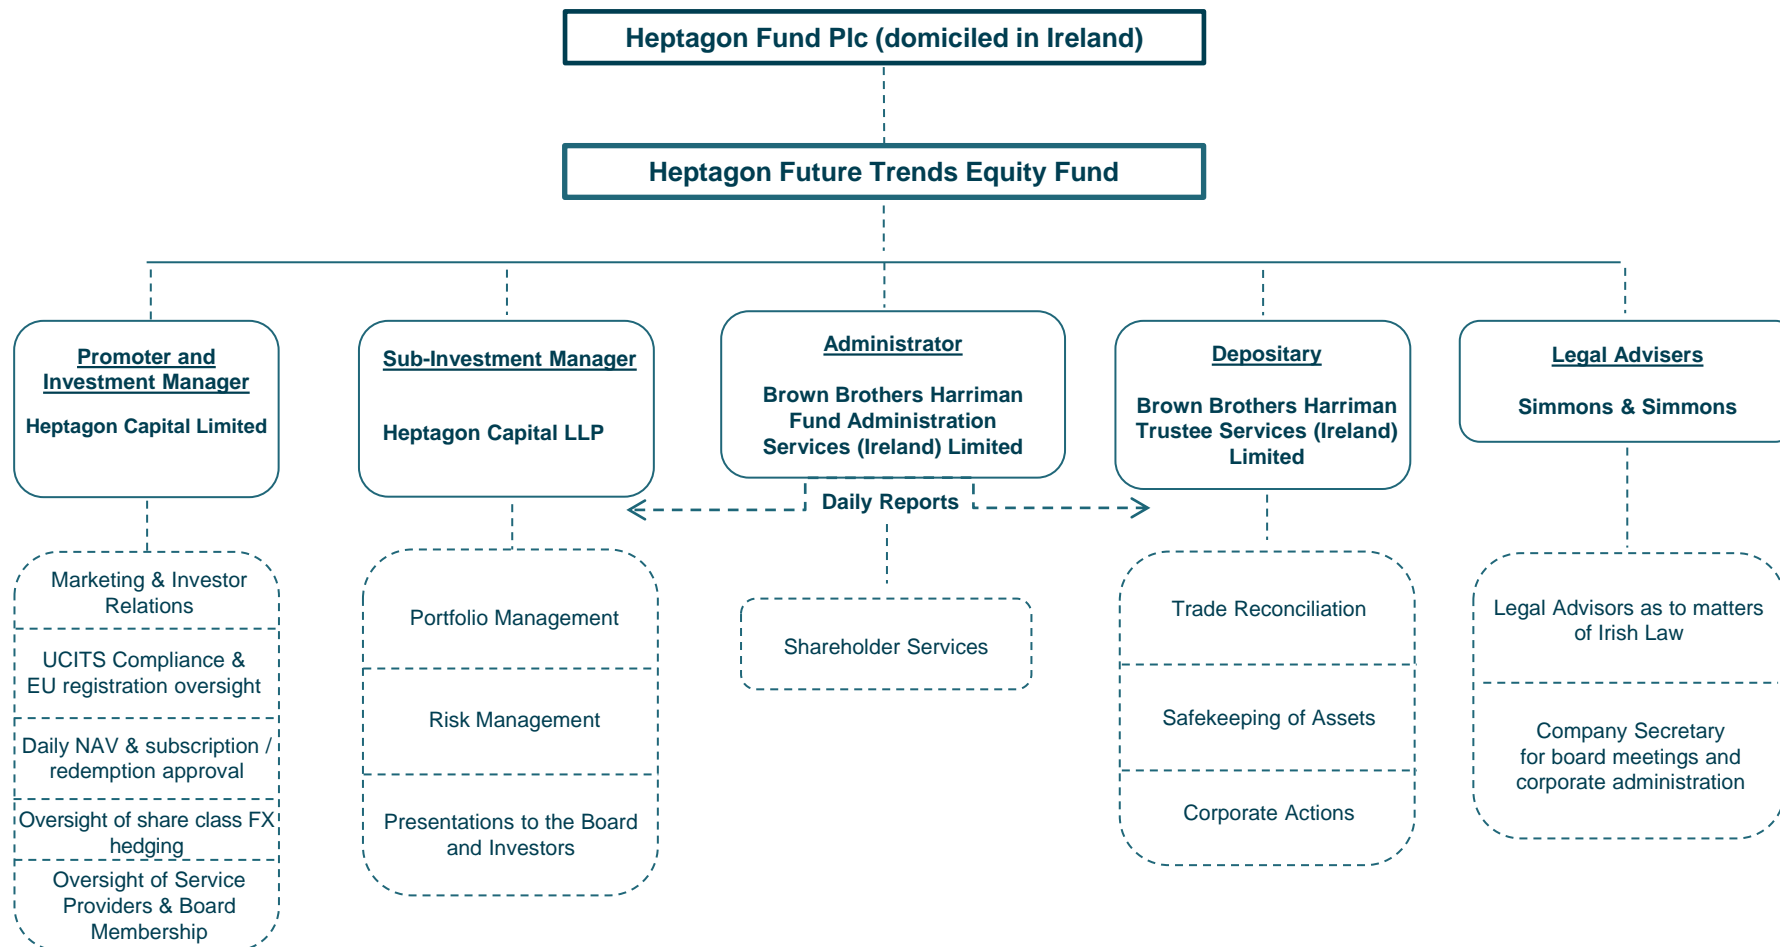 Heptagon Fund Plc (domiciled in Ireland)
Heptagon Future Trends Equity Fund
Promoter and
Investment Manager
Heptagon Capital Limited
Sub-Investment Manager
Heptagon Capital LLP
Administrator
Brown Brothers Harriman
Fund Administration
Services (Ireland) Limited
Depositary
Brown Brothers Harriman
Trustee Services (Ireland)
Limited
Legal Advisers
Simmons & Simmons
Daily Reports
Marketing & Investor
Relations
UCITS Compliance &
EU registration oversight
Daily NAV & subscription /
redemption approval
Oversight of share class FX
hedging
Oversight of Service
Providers & Board
Membership
Portfolio Management
Risk Management
Presentations to the Board
and Investors
Shareholder Services
Trade Reconciliation
Safekeeping of Assets
Corporate Actions
Legal Advisors as to matters
of Irish Law
Company Secretary
for board meetings and
corporate administration